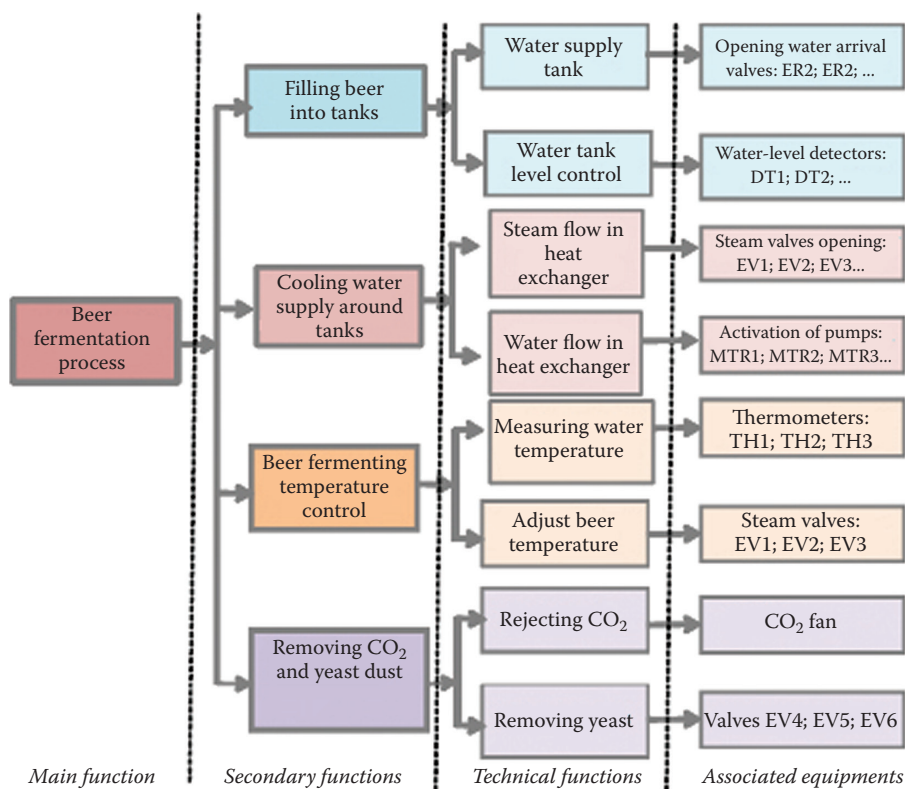 Beer
fermentation
process
Filling beer
into tanks
Cooling water
supply around
tanks
Beer fermenting
temperature
control
Removing CO₂
and yeast dust
Water supply
tank
Water tank
level control
Steam flow in
heat
exchanger
Water flow in
heat exchanger
Measuring water
temperature
Adjust beer
temperature
Rejecting CO₂
Removing yeast
Opening water arrival
valves: ER2; ER2; ...
Water-level detectors:
DT1; DT2; ...
Steam valves opening:
EV1; EV2; EV3...
Activation of pumps:
MTR1; MTR2; MTR3...
Thermometers:
TH1; TH2; TH3
Steam valves:
EV1; EV2; EV3
CO₂ fan
Valves EV4; EV5; EV6
Main function
Secondary functions
Technical functions
Associated equipments